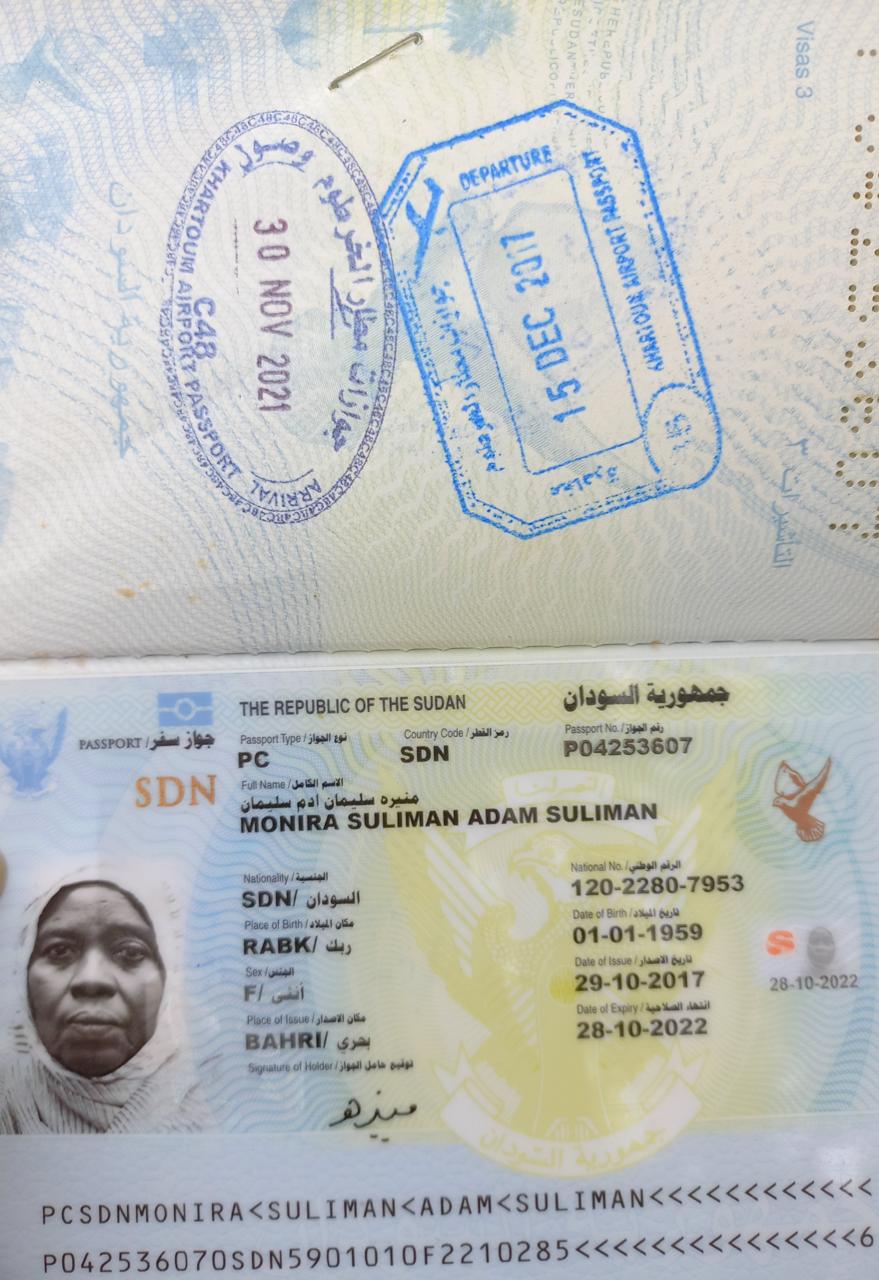 Visas 3
التأشيرات ٣
جمهورية السودان
جوازات مطار الخرطوم وصول
30 NOV 2021
C48
KHARTOUM AIRPORT PASSPORT
ARRIVAL
DEPARTURE
15 DEC 2017
KHARTOUM AIRPORT PASSPORT
جوازات مطار الخرطوم
مغادرة
THE REPUBLIC OF THE SUDAN جمهورية السودان
PASSPORT / جواز سفر
Passport Type / نوع الجواز Country Code / رمز القطر Passport No. / رقم الجواز
PC SDN P04253607
SDN
Full Name / الاسم الكامل
منيره سليمان ادم سليمان
MONIRA SULIMAN ADAM SULIMAN
Nationality / الجنسية National No. / الرقم الوطني
SDN/ السودان 120-2280-7953
Place of Birth / مكان الميلاد Date of Birth / تاريخ الميلاد
RABK/ ربك 01-01-1959
Sex / الجنس Date of Issue / تاريخ الاصدار
F/ أنثى 29-10-2017
28-10-2022
Place of Issue / مكان الاصدار Date of Expiry / انتهاء الصلاحية
BAHRI/ بحري 28-10-2022
Signature of Holder / توقيع حامل الجواز
منيره
النصر لنا
جمهورية السودان
PCSDNMONIRA<SULIMAN<ADAM<SULIMAN<<<<<<<<<<<<
P042536070SDN5901010F2210285<<<<<<<<<<<<<<<6